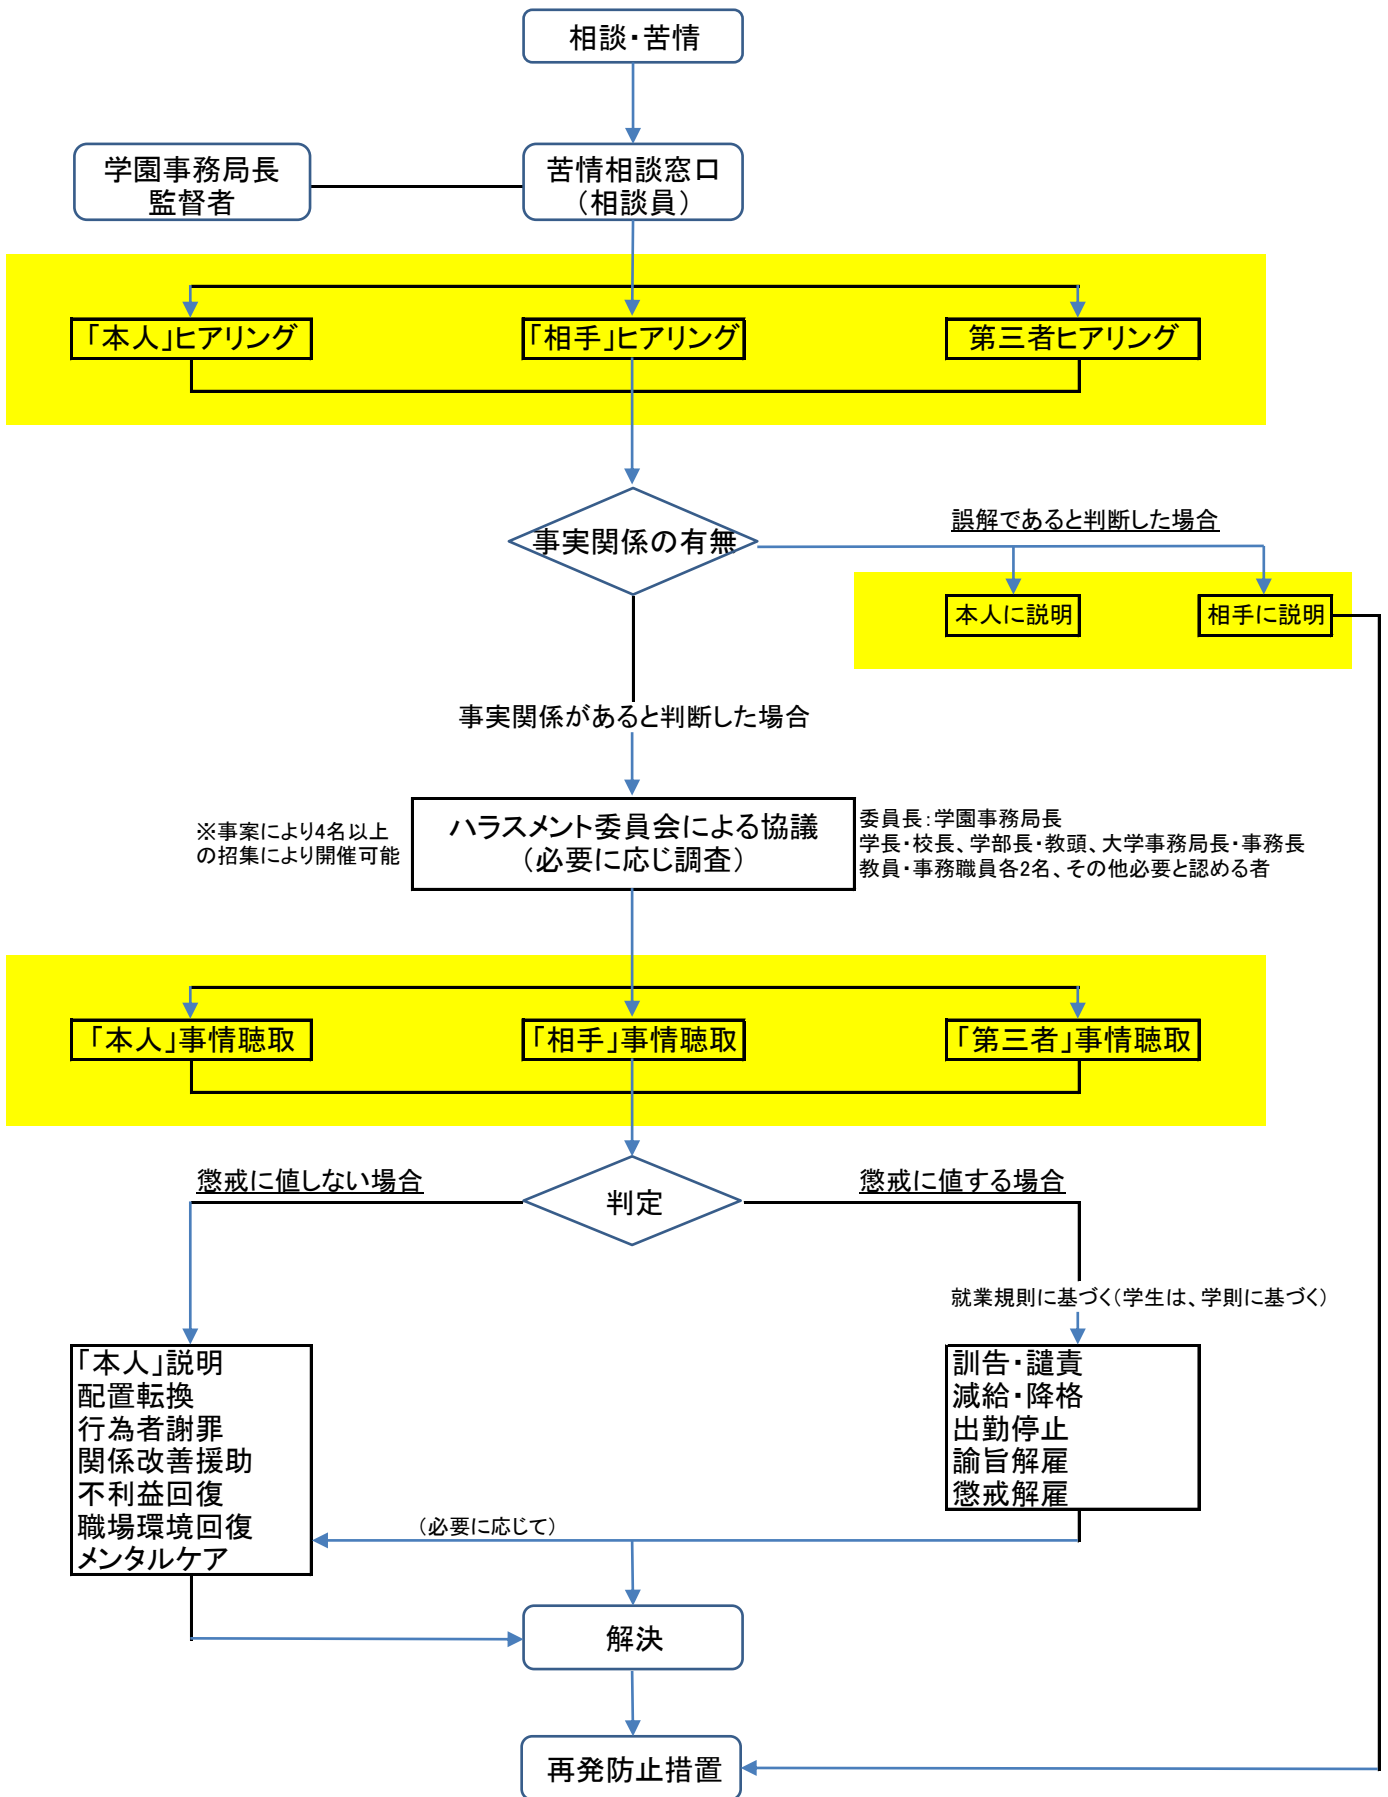 相談・苦情
学園事務局長
監督者
苦情相談窓口
（相談員）
「本人」ヒアリング
「相手」ヒアリング
第三者ヒアリング
事実関係の有無
誤解であると判断した場合
本人に説明
相手に説明
事実関係があると判断した場合
※事案により4名以上
の招集により開催可能
ハラスメント委員会による協議
（必要に応じ調査）
委員長：学園事務局長
学長・校長、学部長・教頭、大学事務局長・事務長
教員・事務職員各2名、その他必要と認める者
「本人」事情聴取
「相手」事情聴取
「第三者」事情聴取
懲戒に値しない場合
判定
懲戒に値する場合
就業規則に基づく（学生は、学則に基づく）
「本人」説明
配置転換
行為者謝罪
関係改善援助
不利益回復
職場環境回復
メンタルケア
訓告・譴責
減給・降格
出勤停止
諭旨解雇
懲戒解雇
（必要に応じて）
解決
再発防止措置